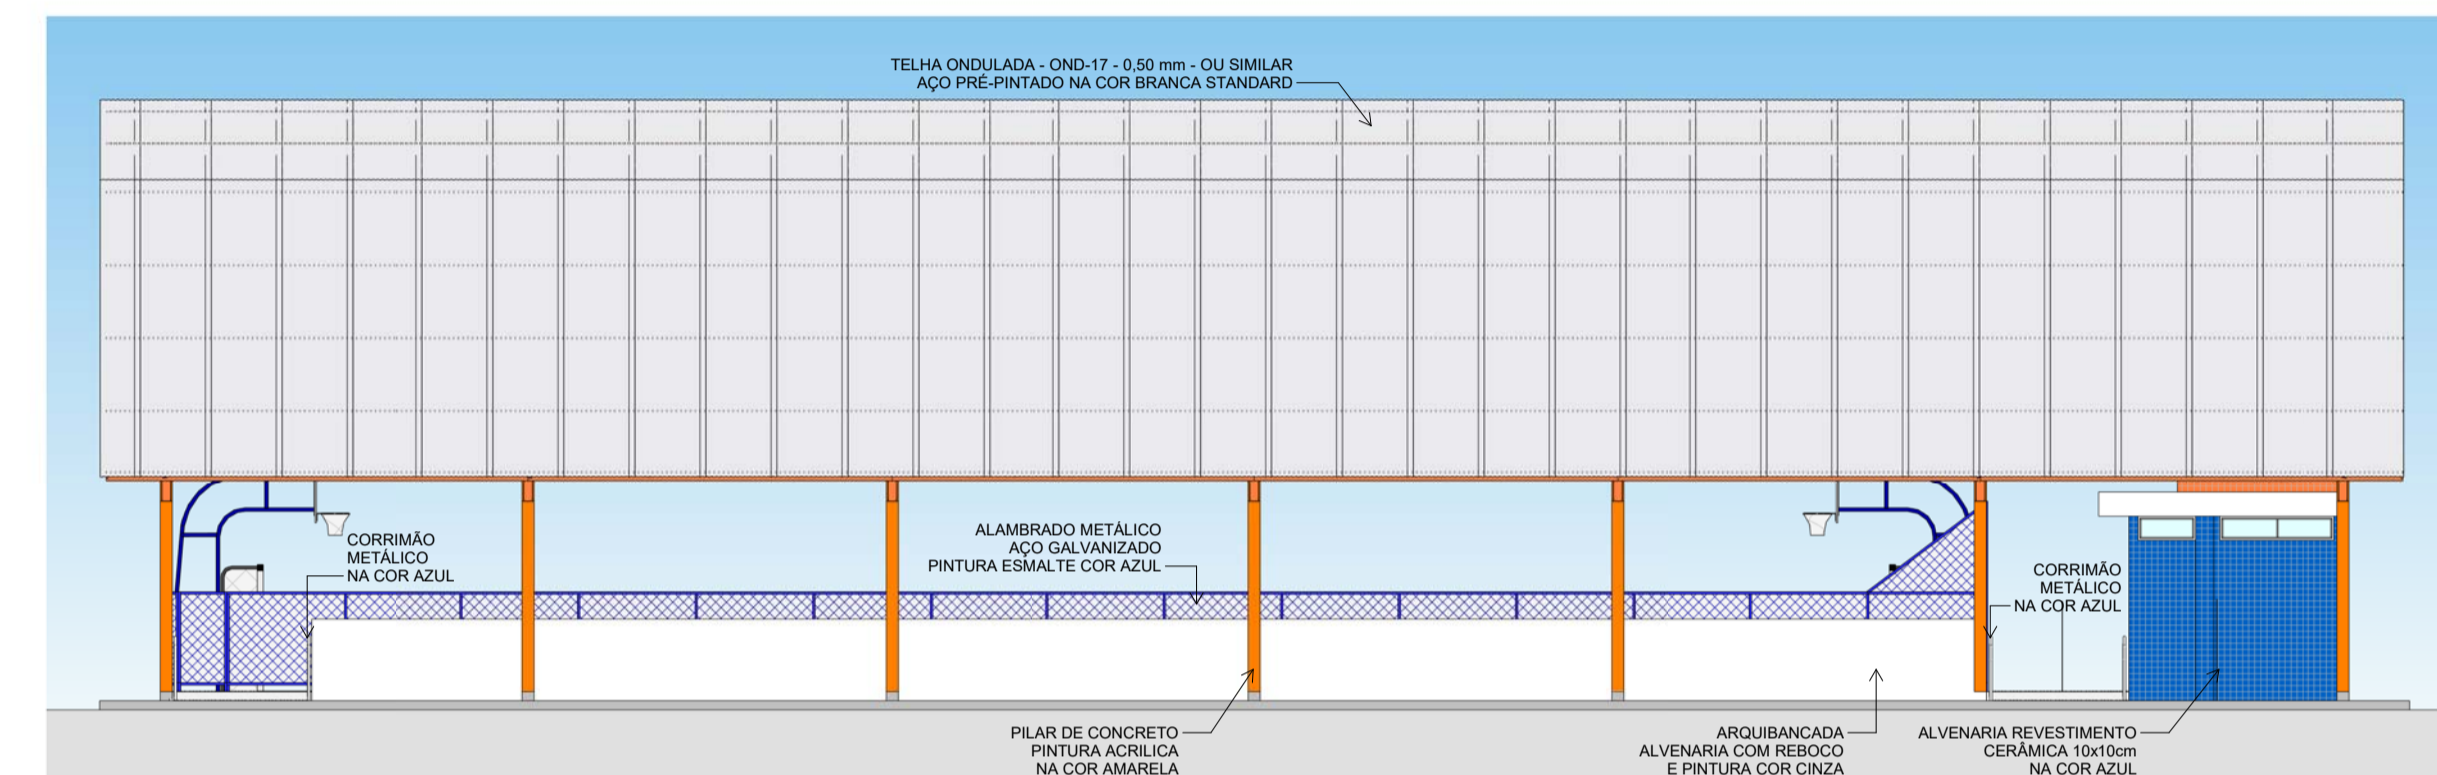 TELHA ONDULADA - OND-17 - 0,50 mm - OU SIMILAR
AÇO PRÉ-PINTADO NA COR BRANCA STANDARD
CORRIMÃO
METÁLICO
NA COR AZUL
ALAMBRADO METÁLICO
AÇO GALVANIZADO
PINTURA ESMALTE COR AZUL
CORRIMÃO
METÁLICO
NA COR AZUL
PILAR DE CONCRETO
PINTURA ACRILICA
NA COR AMARELA
ARQUIBANCADA
ALVENARIA COM REBOCO
E PINTURA COR CINZA
ALVENARIA REVESTIMENTO
CERÂMICA 10x10cm
NA COR AZUL